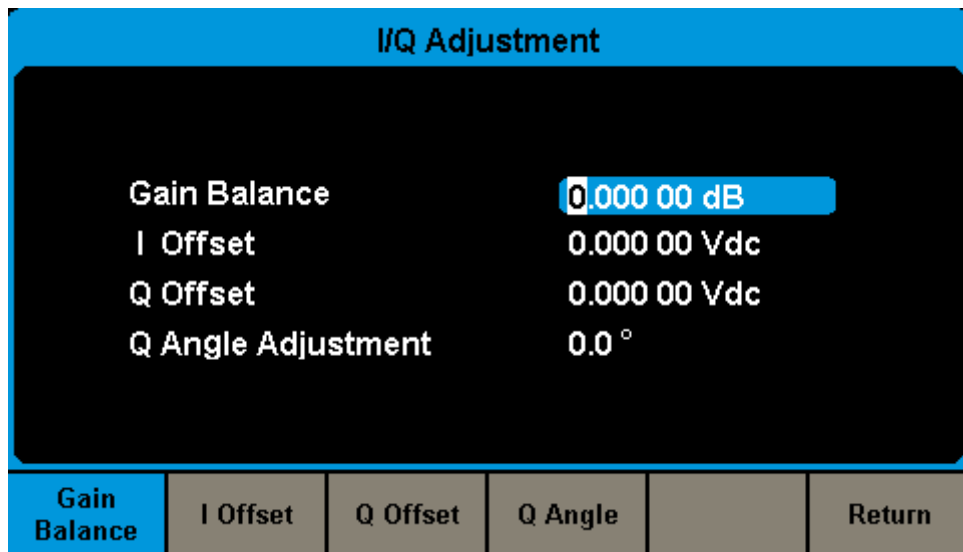 I/Q Adjustment
Gain Balance 0.000 00 dB
I Offset 0.000 00 Vdc
Q Offset 0.000 00 Vdc
Q Angle Adjustment 0.0 °
Gain Balance I Offset Q Offset Q Angle Return